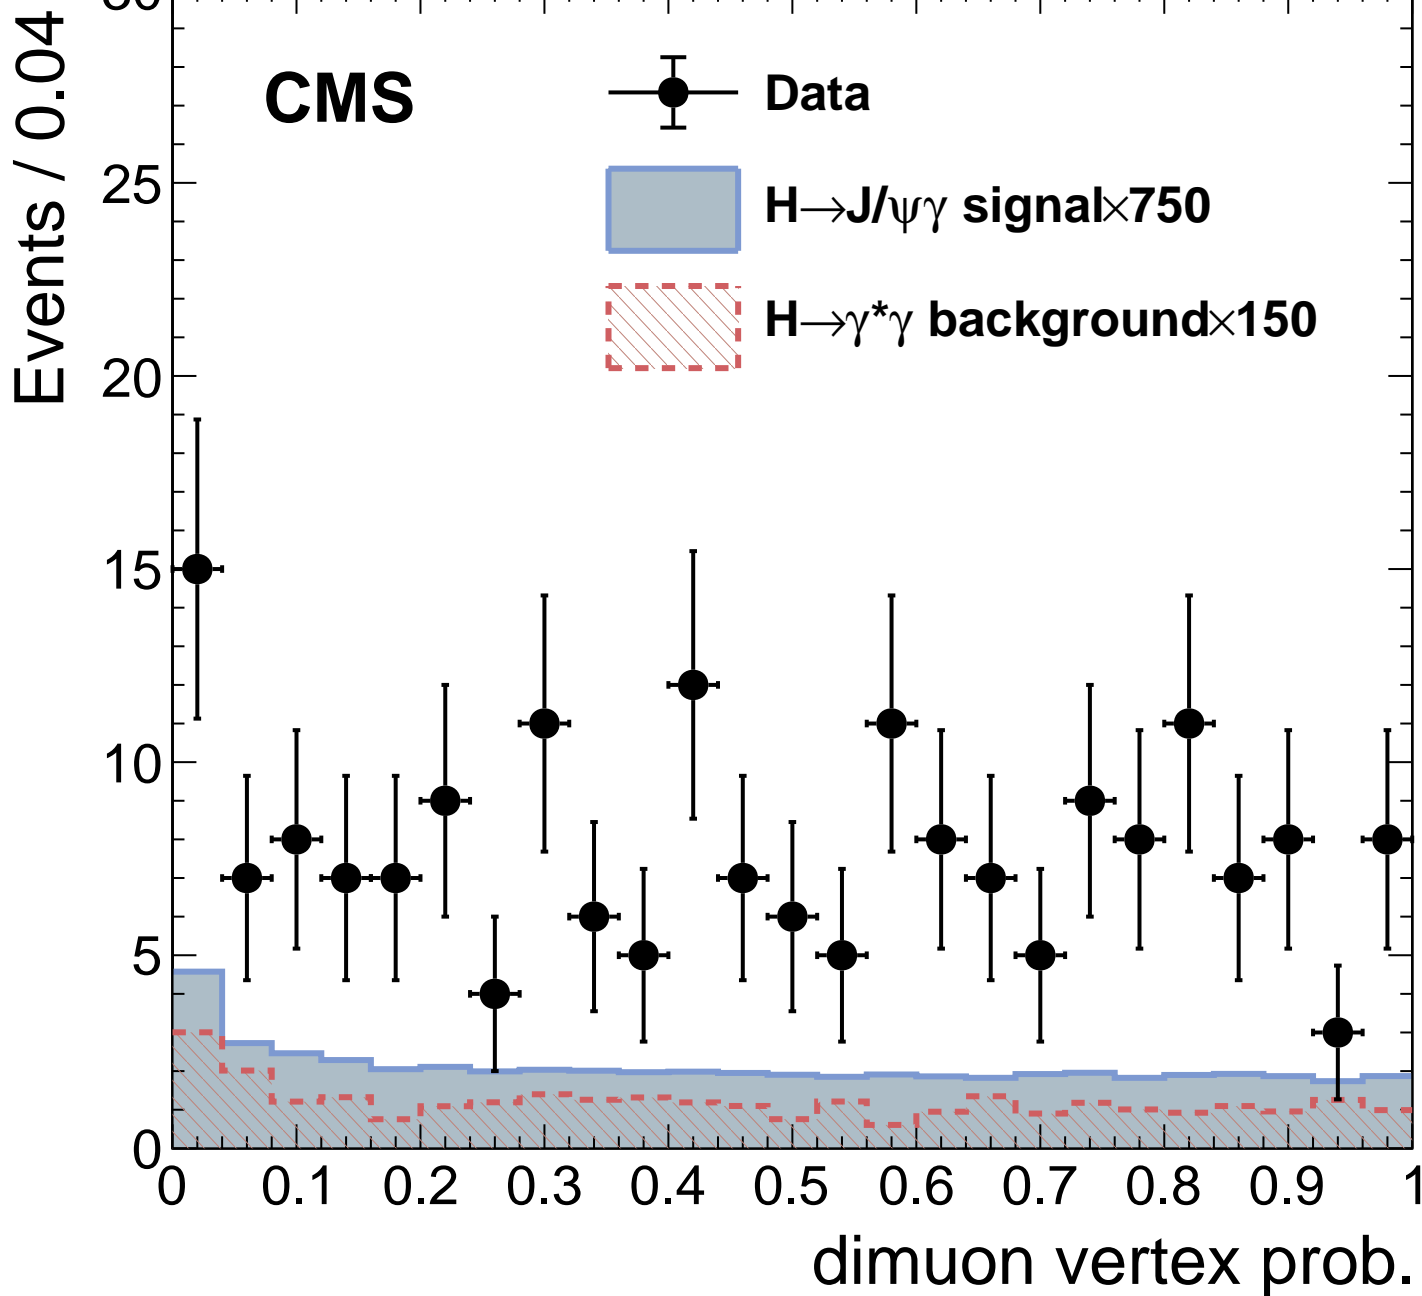 Events / 0.04
30
CMS
Data
H→J/ψγ signal×750
H→γ*γ background×150
25
20
15
10
5
0
0 0.1 0.2 0.3 0.4 0.5 0.6 0.7 0.8 0.9 1
dimuon vertex prob.